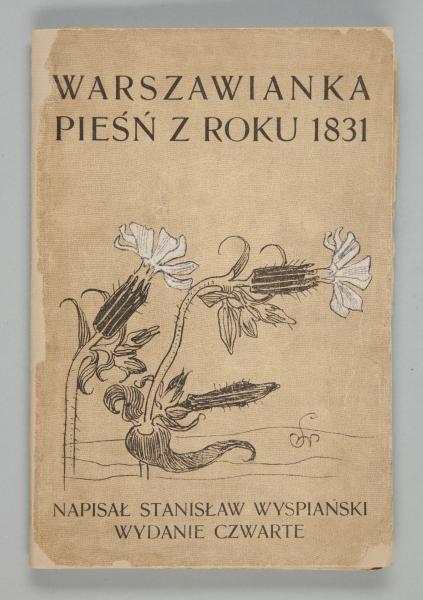 WARSZAWIANKA
PIEŚŃ Z ROKU 1831
NAPISAŁ STANISŁAW WYSPIAŃSKI
WYDANIE CZWARTE